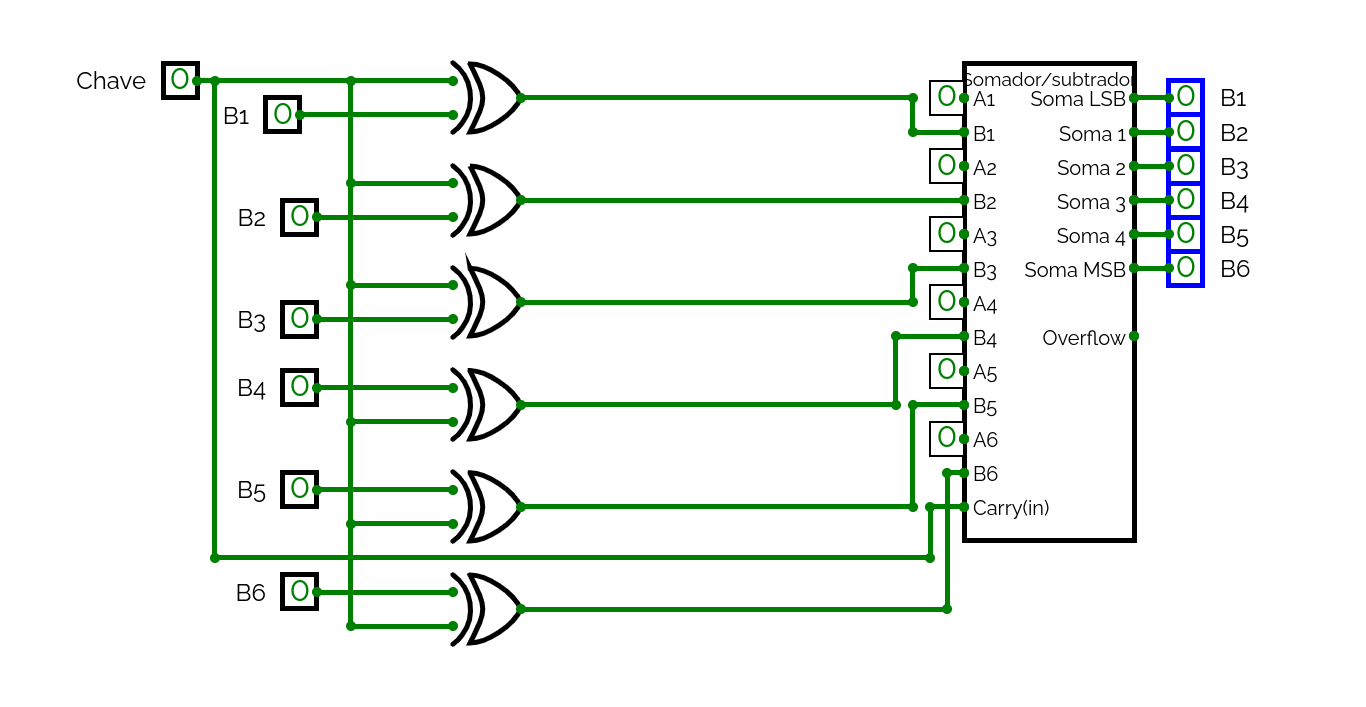 Somador/subtrador
Chave 0
0 A1 Soma LSB 0 B1
B1 0
B1 Soma 1 0 B2
0 A2 Soma 2 0 B3
B2 0
B2 Soma 3 0 B4
0 A3 Soma 4 0 B5
B3 Soma MSB 0 B6
0 A4
B3 0
B4 Overflow
0 A5
B4 0
B5
0 A6
B6
B5 0
Carry(in)
B6 0